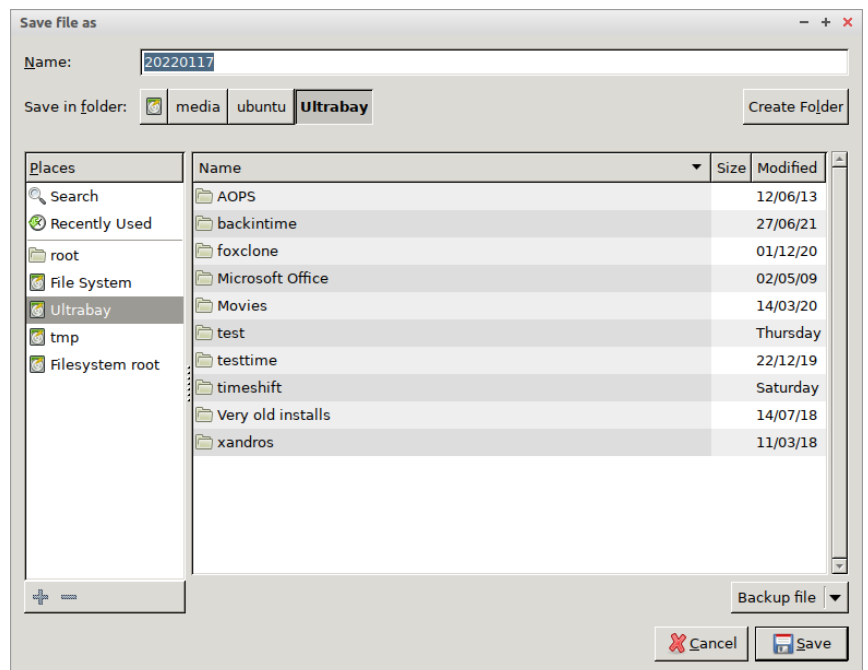 Save file as
Name: 20220117
Save in folder: media ubuntu Ultrabay Create Folder
Places
Search
Recently Used
root
File System
Ultrabay
tmp
Filesystem root
Name Size Modified
AOPS 12/06/13
backintime 27/06/21
foxclone 01/12/20
Microsoft Office 02/05/09
Movies 14/03/20
test Thursday
testtime 22/12/19
timeshift Saturday
Very old installs 14/07/18
xandros 11/03/18
Backup file
Cancel Save